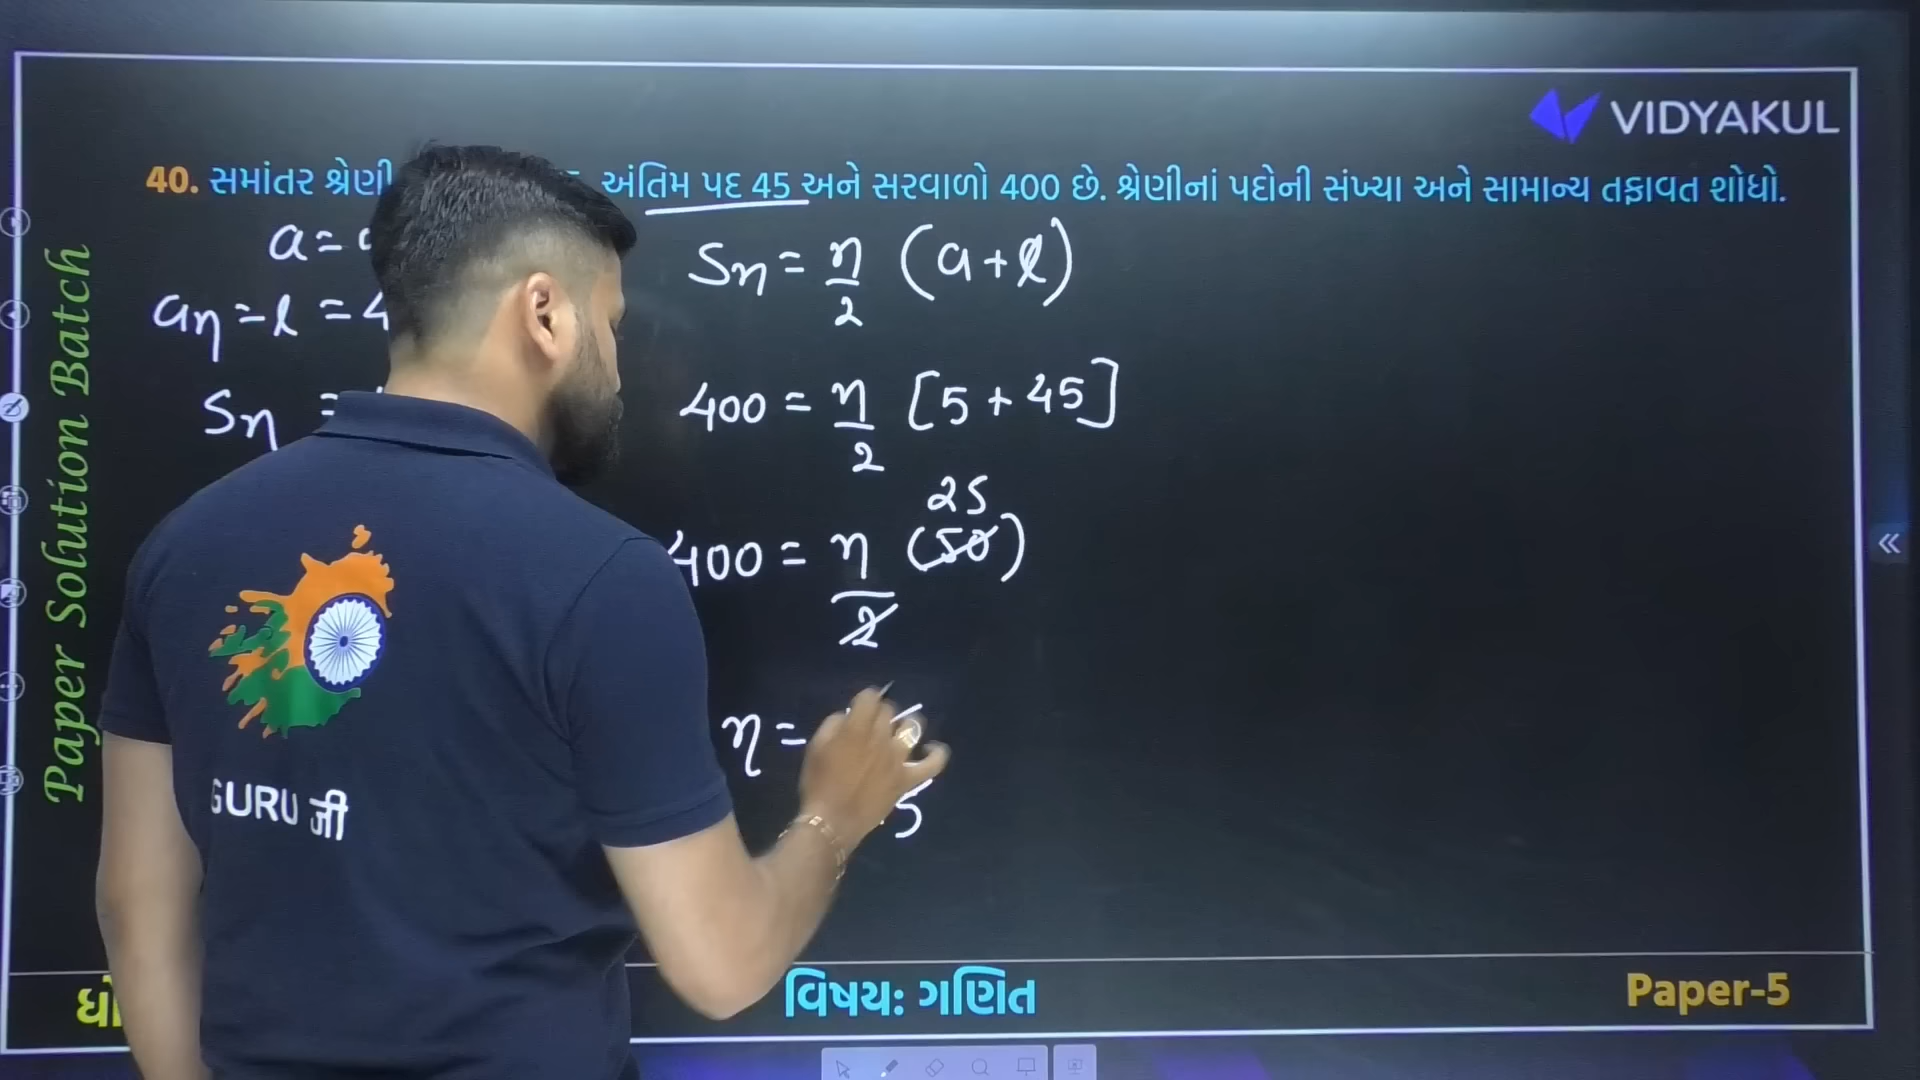 VIDYAKUL
40. સમાંતર શ્રેણી અંતિમ પદ 45 અને સરવાળો 400 છે. શ્રેણીનાં પદોની સંખ્યા અને સામાન્ય તફાવત શોધો.
a =
an = l = 4
Sn =
Sn = n/2 (a + l)
400 = n/2 [5 + 45]
25
400 = n/2 (50)
n =
5
Paper Solution Batch
GURU जी
વિષય: ગણિત
Paper-5